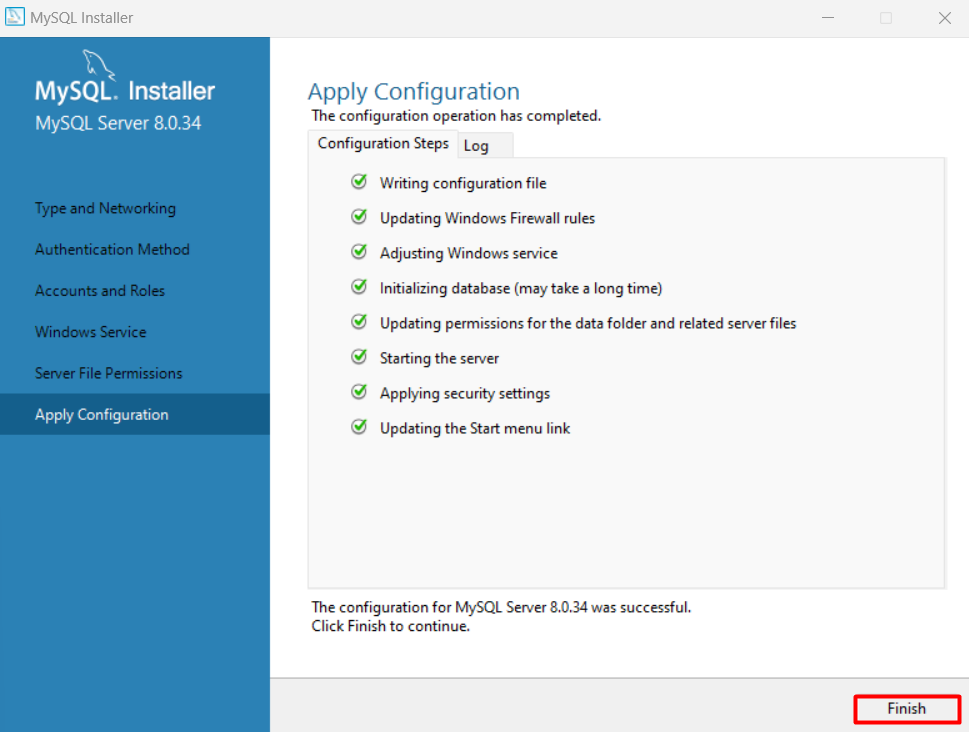 MySQL Installer
MySQL. Installer
MySQL Server 8.0.34
Type and Networking
Authentication Method
Accounts and Roles
Windows Service
Server File Permissions
Apply Configuration
Apply Configuration
The configuration operation has completed.
Configuration Steps Log
Writing configuration file
Updating Windows Firewall rules
Adjusting Windows service
Initializing database (may take a long time)
Updating permissions for the data folder and related server files
Starting the server
Applying security settings
Updating the Start menu link
The configuration for MySQL Server 8.0.34 was successful.
Click Finish to continue.
Finish